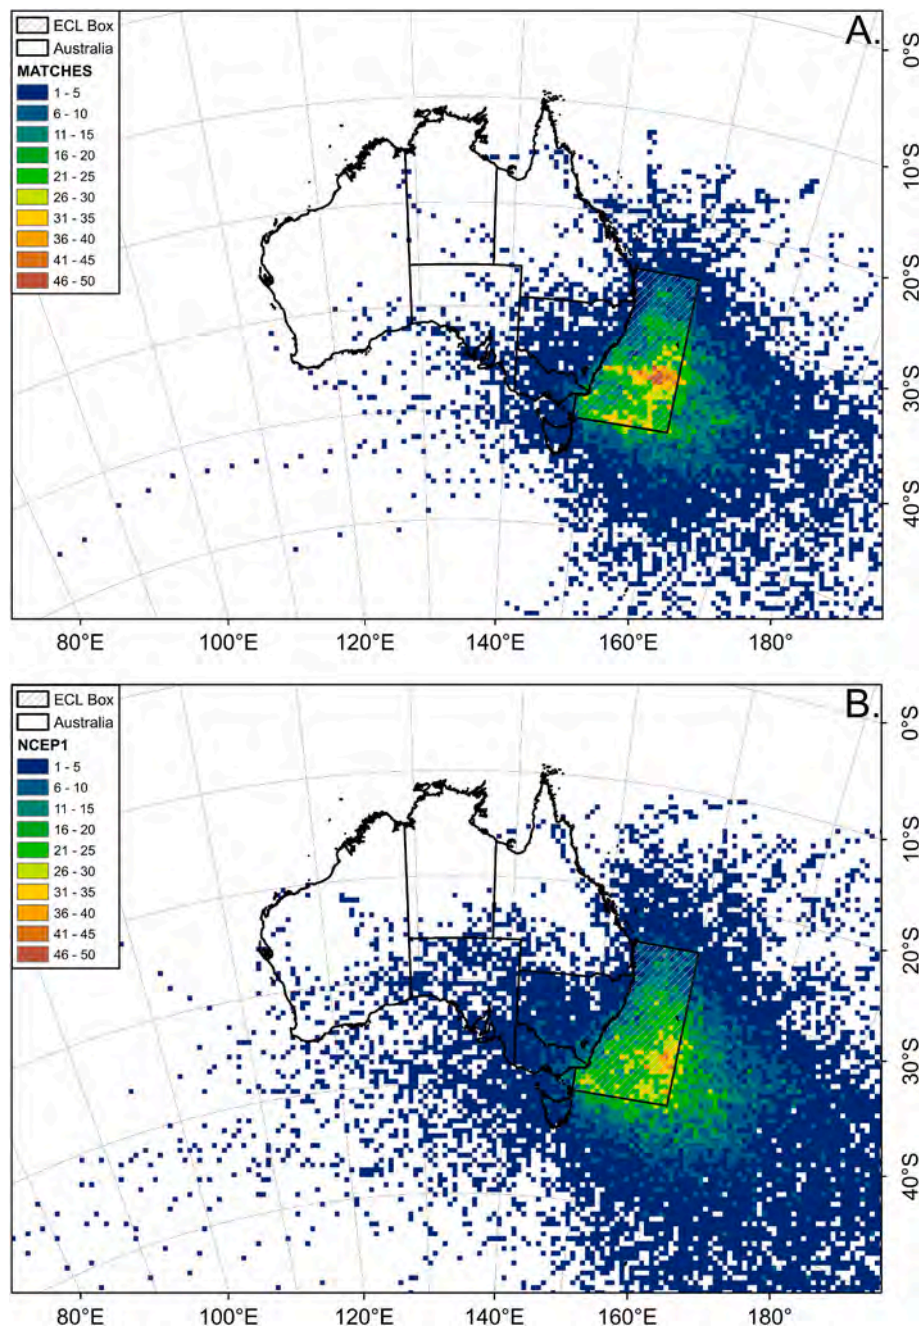 ECL Box
Australia
MATCHES
1 - 5
6 - 10
11 - 15
16 - 20
21 - 25
26 - 30
31 - 35
36 - 40
41 - 45
46 - 50
A.
0°S
10°S
20°S
30°S
40°S
80°E
100°E
120°E
140°E
160°E
180°
ECL Box
Australia
NCEP1
1 - 5
6 - 10
11 - 15
16 - 20
21 - 25
26 - 30
31 - 35
36 - 40
41 - 45
46 - 50
B.
0°S
10°S
20°S
30°S
40°S
80°E
100°E
120°E
140°E
160°E
180°